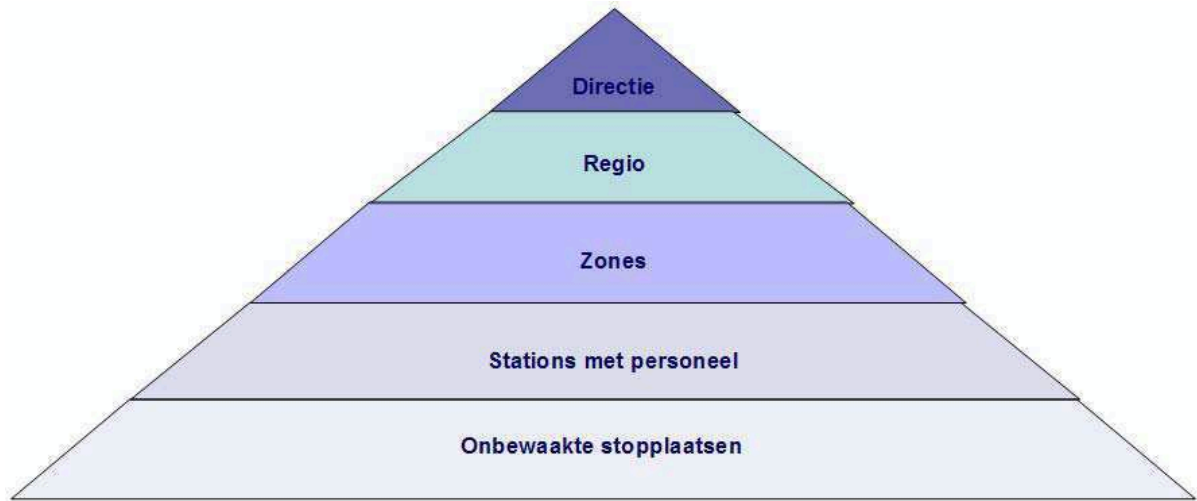 Directie
Regio
Zones
Stations met personeel
Onbewaakte stopplaatsen